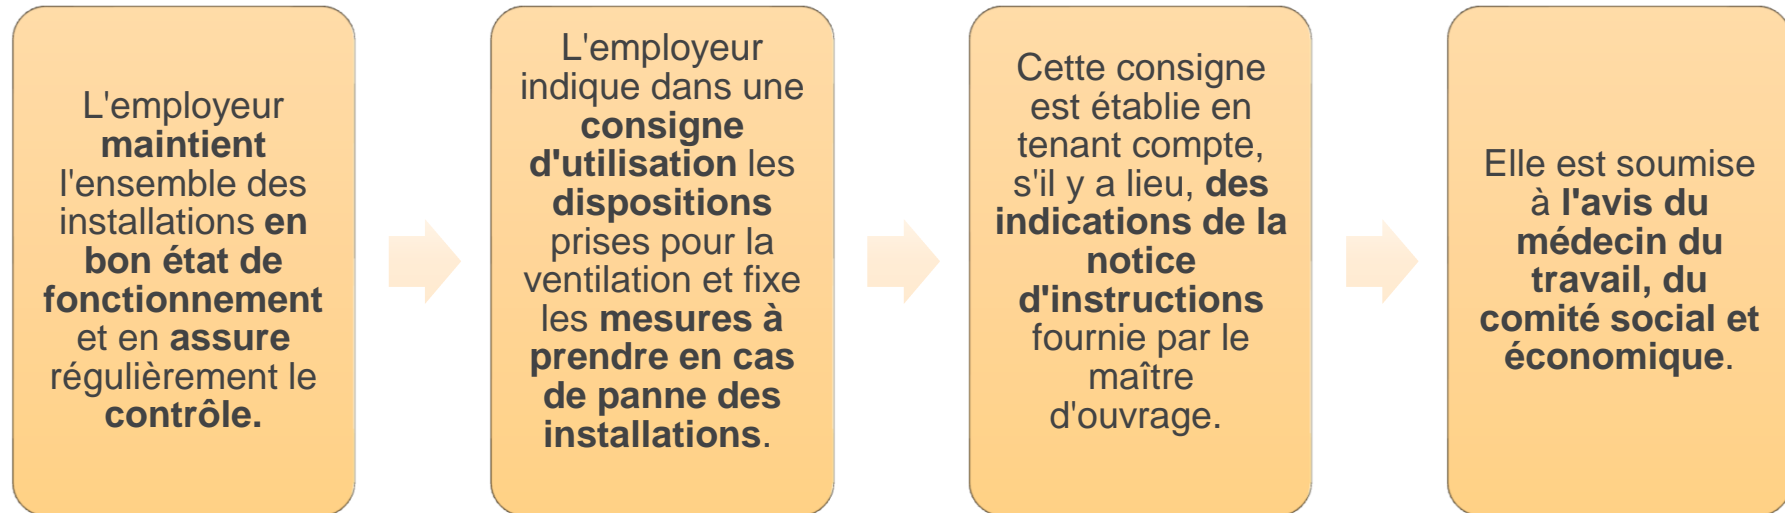 L'employeur
maintient
l'ensemble des
installations en
bon état de
fonctionnement
et en assure
régulièrement le
contrôle.
L'employeur
indique dans une
consigne
d'utilisation les
dispositions
prises pour la
ventilation et fixe
les mesures à
prendre en cas
de panne des
installations.
Cette consigne
est établie en
tenant compte,
s'il y a lieu, des
indications de la
notice
d'instructions
fournie par le
maître
d'ouvrage.
Elle est soumise
à l'avis du
médecin du
travail, du
comité social et
économique.